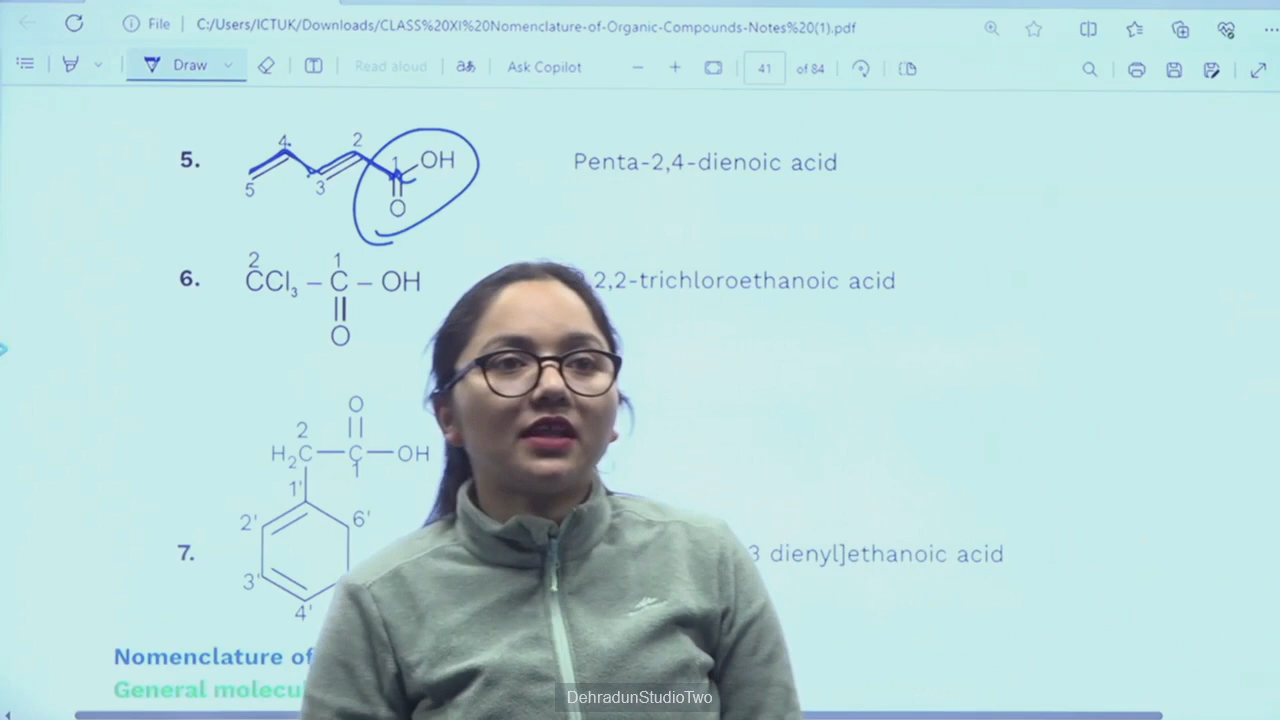 File | C:/Users/ICTUK/Downloads/CLASS%20XI%20Nomenclature-of-Organic-Compounds-Notes%20(1).pdf
Draw Read aloud aあ Ask Copilot 41 of 84
5. 5 4 3 2 1 OH O Penta-2,4-dienoic acid
2 1
6. CCl3 – C – OH ,2,2-trichloroethanoic acid
O
O
2
H2C C OH
1
1'
2' 6'
7. 3 dienyl]ethanoic acid
3'
4'
Nomenclature of
General
DehradunStudioTwo